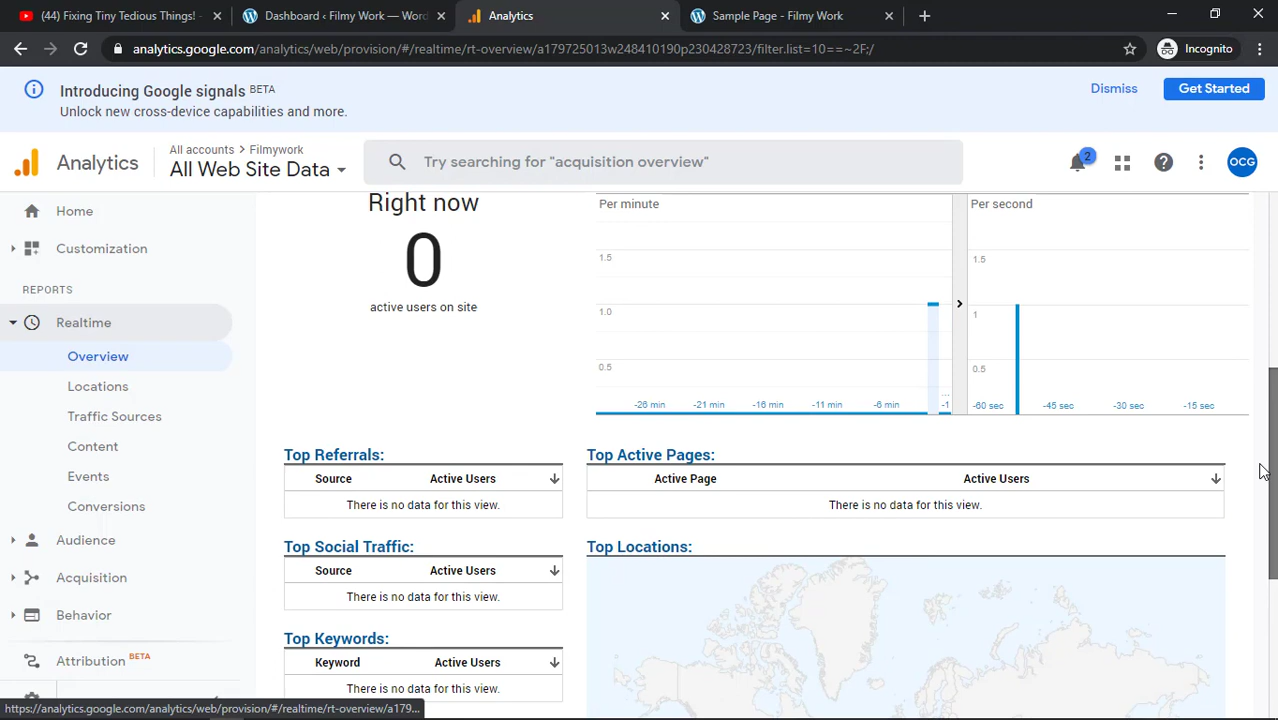 (44) Fixing Tiny Tedious Things! -
Dashboard ‹ Filmy Work — Word
Analytics
Sample Page - Filmy Work
analytics.google.com/analytics/web/provision/#/realtime/rt-overview/a179725013w248410190p230428723/filter.list=10==~2F;/
Incognito
Introducing Google signals BETA
Unlock new cross-device capabilities and more.
Dismiss
Get Started
Analytics
All accounts > Filmywork
All Web Site Data
Try searching for "acquisition overview"
2
OCG
Home
Customization
REPORTS
Realtime
Overview
Locations
Traffic Sources
Content
Events
Conversions
Audience
Acquisition
Behavior
Attribution BETA
Right now
0
active users on site
Per minute
1.5
1.0
0.5
-26 min -21 min -16 min -11 min -6 min ... -1
Per second
1.5
1
0.5
-60 sec -45 sec -30 sec -15 sec
Top Referrals:
Source Active Users
There is no data for this view.
Top Active Pages:
Active Page Active Users
There is no data for this view.
Top Social Traffic:
Source Active Users
There is no data for this view.
Top Locations:
Top Keywords:
Keyword Active Users
There is no data for this view.
https://analytics.google.com/analytics/web/provision/#/realtime/rt-overview/a179...